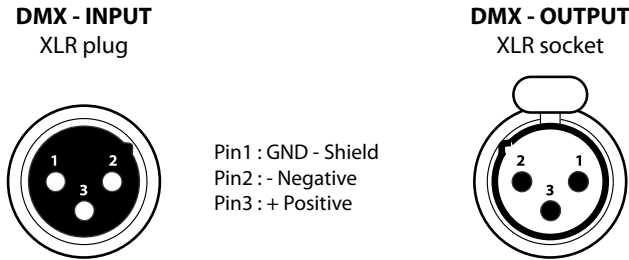 DMX - INPUT
XLR plug
1 2
3
Pin1 : GND - Shield
Pin2 : - Negative
Pin3 : + Positive
DMX - OUTPUT
XLR socket
2 1
3